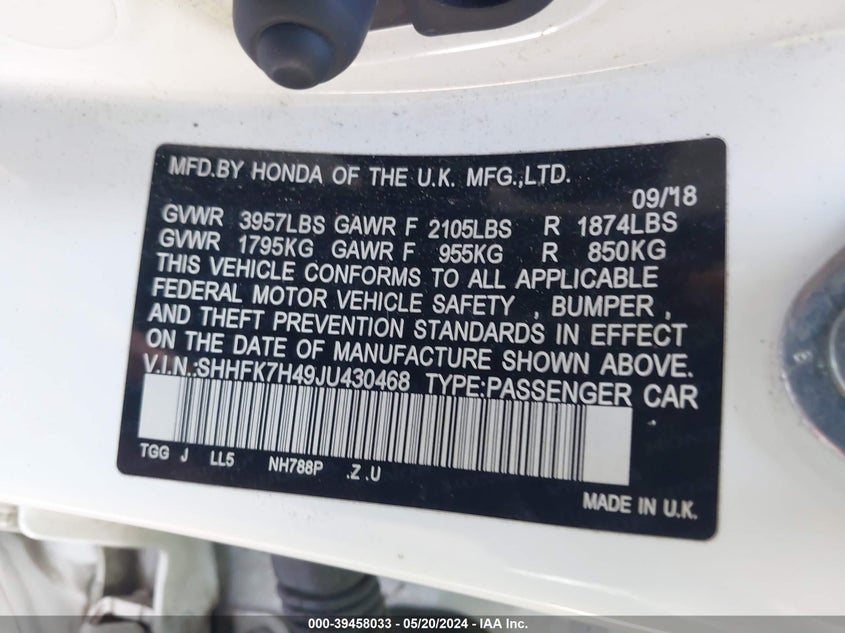 MFD.BY HONDA OF THE U.K. MFG.,LTD.
09/'18
GVWR 3957LBS GAWR F 2105LBS R 1874LBS
GVWR 1795KG GAWR F 955KG R 850KG
THIS VEHICLE CONFORMS TO ALL APPLICABLE
FEDERAL MOTOR VEHICLE SAFETY , BUMPER ,
AND THEFT PREVENTION STANDARDS IN EFFECT
ON THE DATE OF MANUFACTURE SHOWN ABOVE.
V.I.N.:SHHFK7H49JU430468 TYPE:PASSENGER CAR
TGG J LL5 NH788P .Z .U
MADE IN U.K.
000-39458033 - 05/20/2024 - IAA Inc.